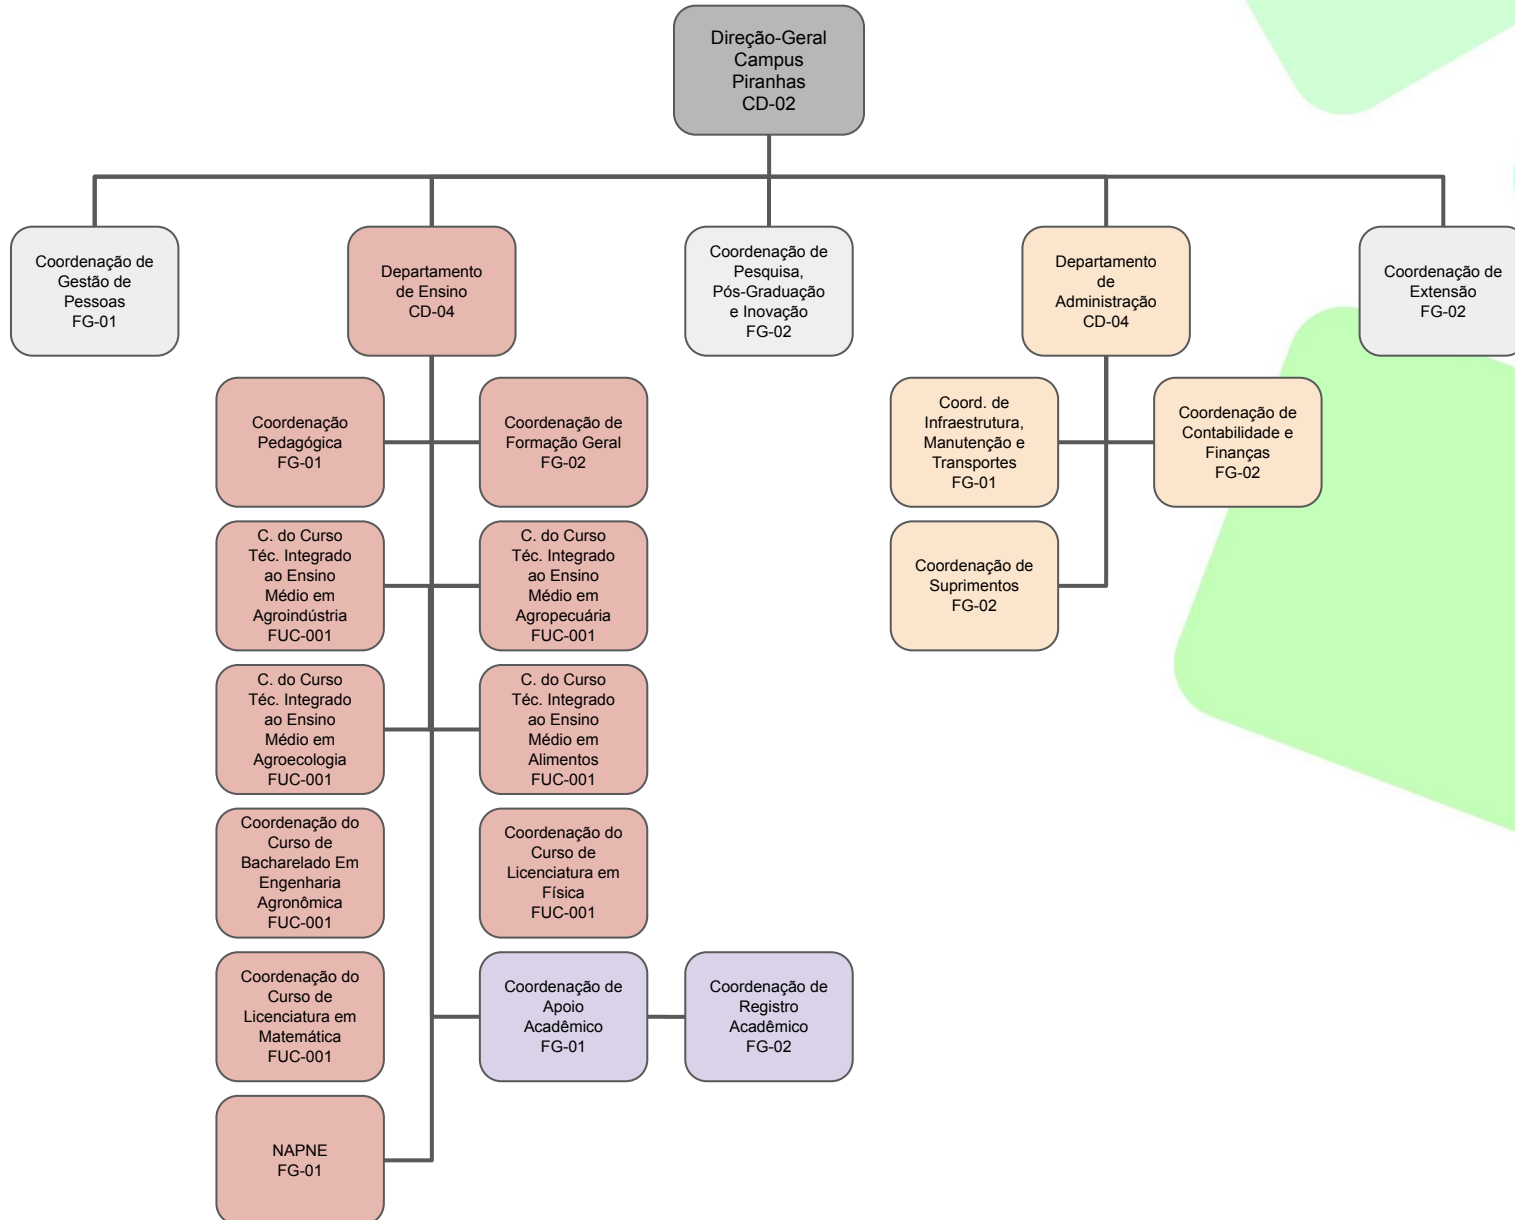 Direção-Geral
Campus
Piranhas
CD-02
Coordenação de
Gestão de
Pessoas
FG-01
Departamento
de Ensino
CD-04
Coordenação de
Pesquisa,
Pós-Graduação
e Inovação
FG-02
Departamento
de
Administração
CD-04
Coordenação de
Extensão
FG-02
Coordenação
Pedagógica
FG-01
Coordenação de
Formação Geral
FG-02
Coord. de
Infraestrutura,
Manutenção e
Transportes
FG-01
Coordenação de
Contabilidade e
Finanças
FG-02
C. do Curso
Téc. Integrado
ao Ensino
Médio em
Agroindústria
FUC-001
C. do Curso
Téc. Integrado
ao Ensino
Médio em
Agropecuária
FUC-001
Coordenação de
Suprimentos
FG-02
C. do Curso
Téc. Integrado
ao Ensino
Médio em
Agroecologia
FUC-001
C. do Curso
Téc. Integrado
ao Ensino
Médio em
Alimentos
FUC-001
Coordenação do
Curso de
Bacharelado Em
Engenharia
Agronômica
FUC-001
Coordenação do
Curso de
Licenciatura em
Física
FUC-001
Coordenação do
Curso de
Licenciatura em
Matemática
FUC-001
Coordenação de
Apoio
Acadêmico
FG-01
Coordenação de
Registro
Acadêmico
FG-02
NAPNE
FG-01